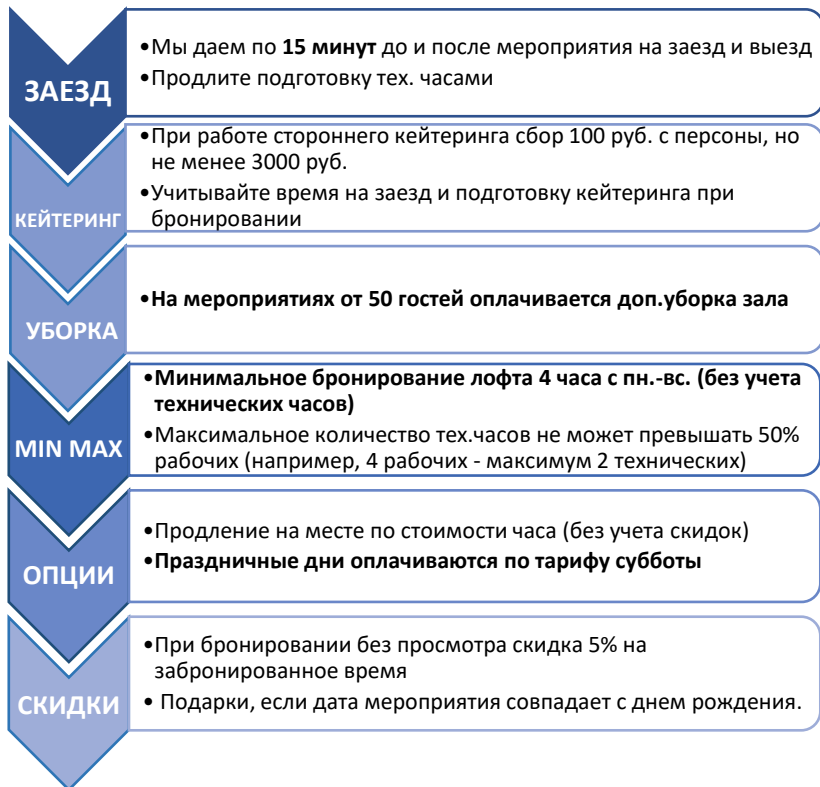 ЗАЕЗД
•Мы даем по 15 минут до и после мероприятия на заезд и выезд
•Продлите подготовку тех. часами
КЕЙТЕРИНГ
•При работе стороннего кейтеринга сбор 100 руб. с персоны, но
не менее 3000 руб.
•Учитывайте время на заезд и подготовку кейтеринга при
бронировании
УБОРКА
•На мероприятиях от 50 гостей оплачивается доп.уборка зала
MIN MAX
•Минимальное бронирование лофта 4 часа с пн.-вс. (без учета
технических часов)
•Максимальное количество тех.часов не может превышать 50%
рабочих (например, 4 рабочих - максимум 2 технических)
ОПЦИИ
•Продление на месте по стоимости часа (без учета скидок)
•Праздничные дни оплачиваются по тарифу субботы
СКИДКИ
•При бронировании без просмотра скидка 5% на
забронированное время
• Подарки, если дата мероприятия совпадает с днем рождения.